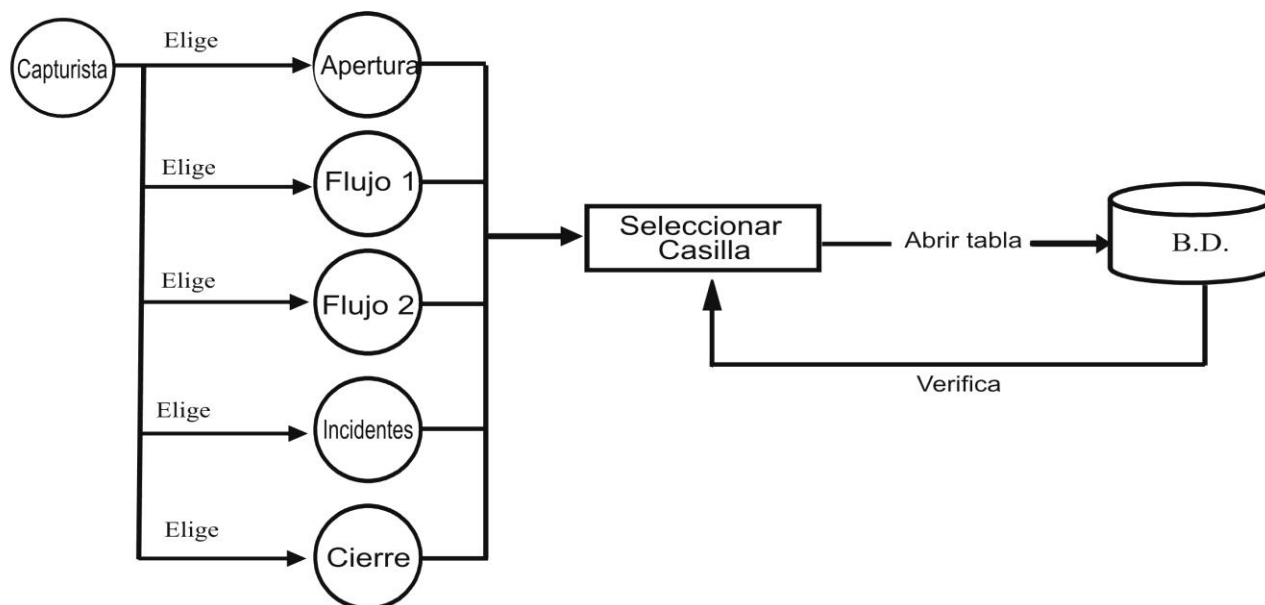 Capturista
Elige
Apertura
Elige
Flujo 1
Elige
Flujo 2
Elige
Incidentes
Elige
Cierre
Seleccionar
Casilla
Abrir tabla
B.D.
Verifica